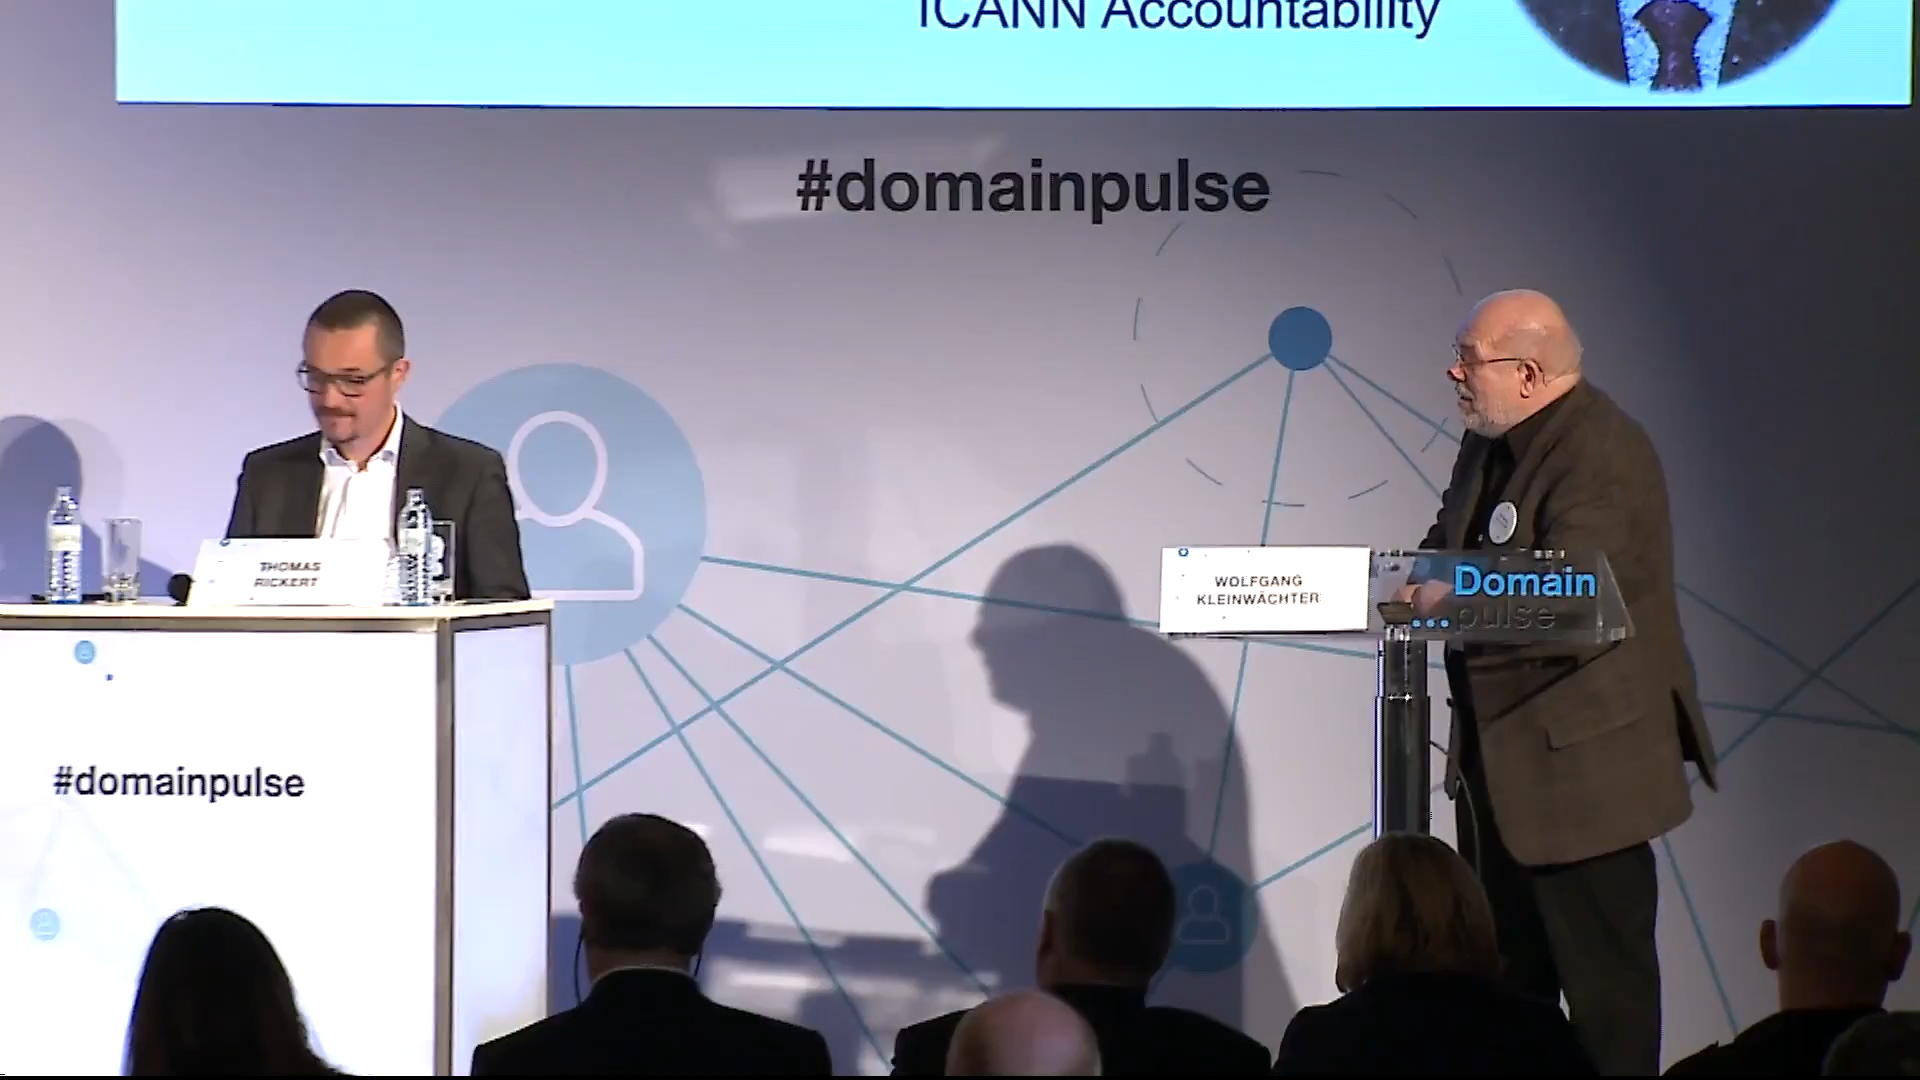 ICANN Accountability
#domainpulse
THOMAS
RICKERT
WOLFGANG
KLEINWÄCHTER
Domain
...pulse
#domainpulse